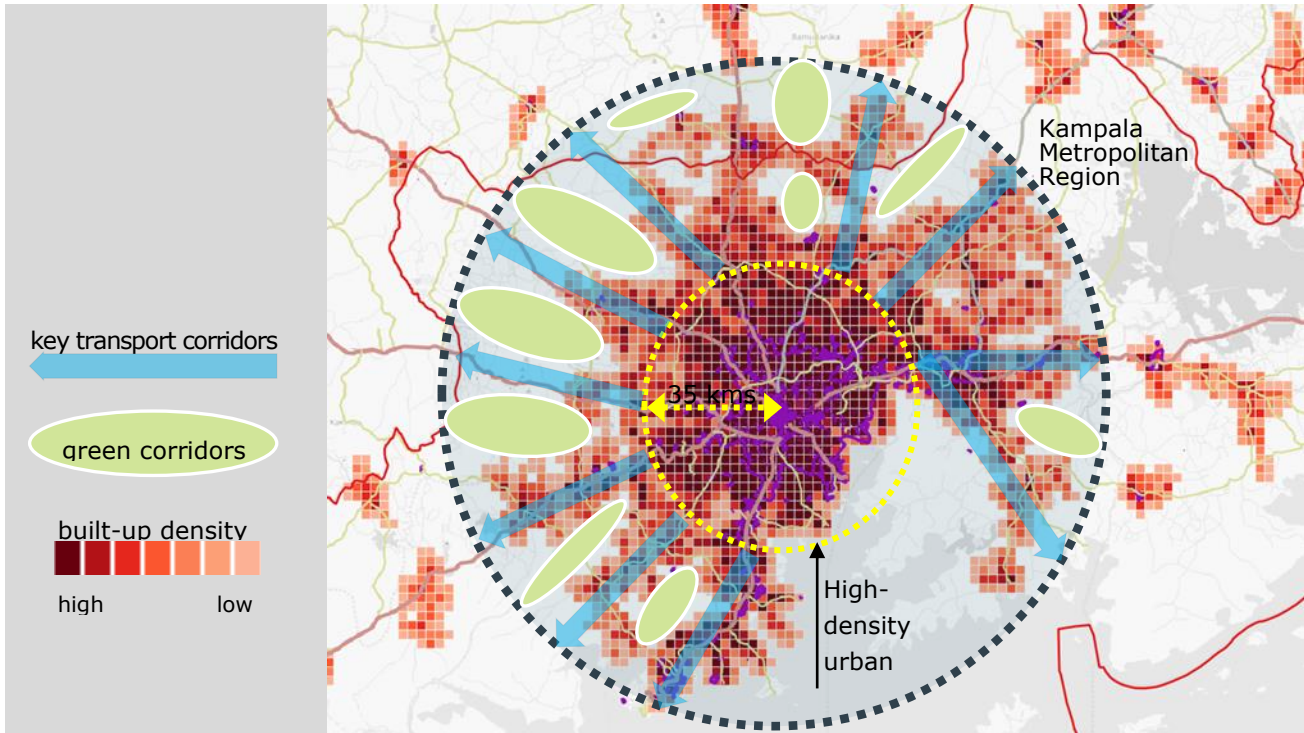 key transport corridors
green corridors
built-up density
high low
Kampala
Metropolitan
Region
35 kms
High-
density
urban